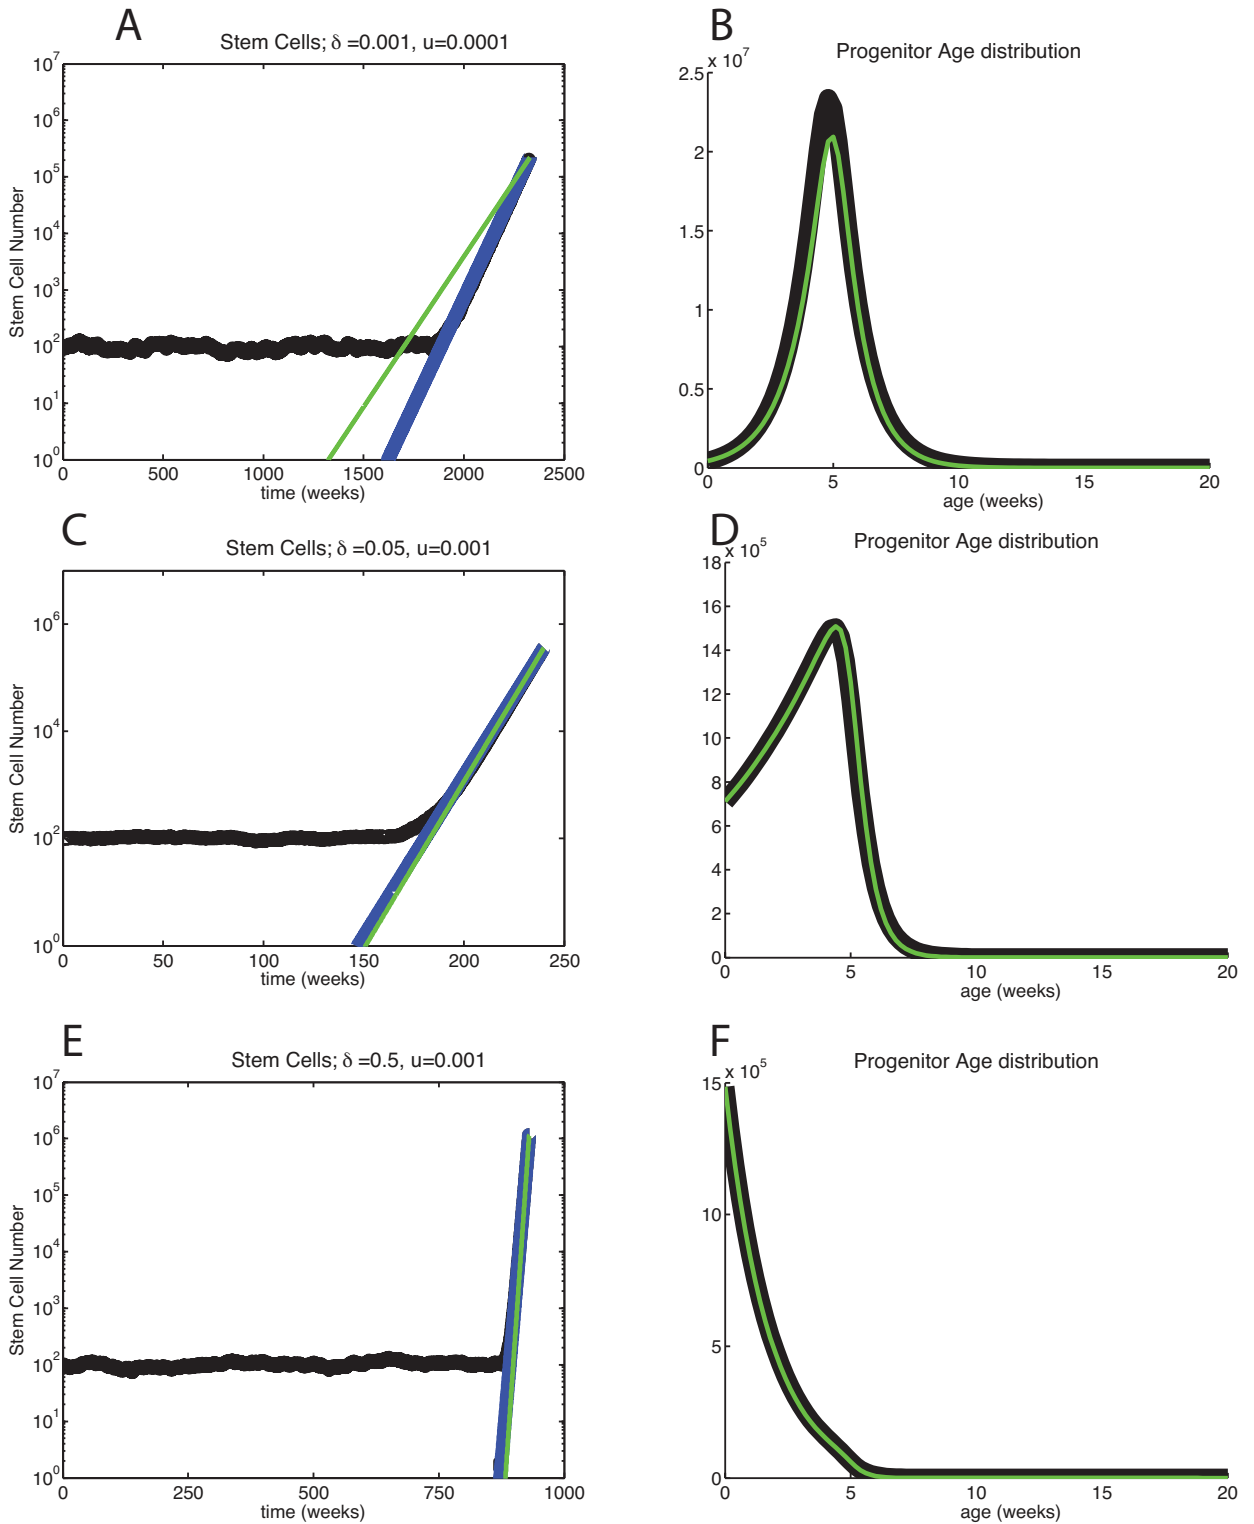 A
Stem Cells; δ =0.001, u=0.0001
10^7
10^6
10^5
10^4
10^3
10^2
10^1
10^0
Stem Cell Number
0 500 1000 1500 2000 2500
time (weeks)
B
Progenitor Age distribution
x 10^7
2.5
2
1.5
1
0.5
0
0 5 10 15 20
age (weeks)
C
Stem Cells; δ =0.05, u=0.001
10^6
10^4
10^2
10^0
Stem Cell Number
0 50 100 150 200 250
time (weeks)
D
Progenitor Age distribution
x 10^5
18
16
14
12
10
8
6
4
2
0
0 5 10 15 20
age (weeks)
E
Stem Cells; δ =0.5, u=0.001
10^7
10^6
10^5
10^4
10^3
10^2
10^1
10^0
Stem Cell Number
0 250 500 750 1000
time (weeks)
F
Progenitor Age distribution
x 10^5
15
10
5
0
0 5 10 15 20
age (weeks)